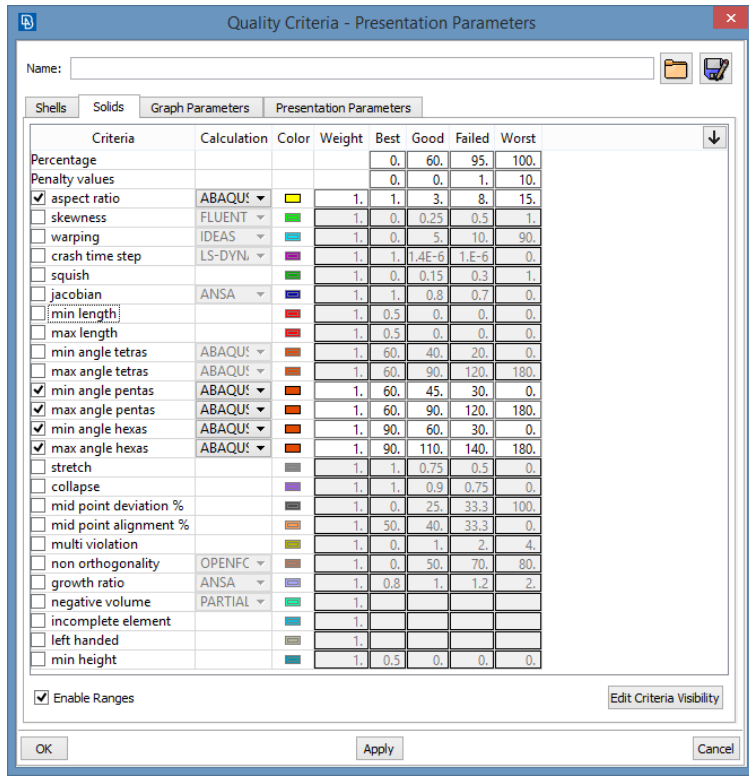 Quality Criteria - Presentation Parameters
Name:
Shells Solids Graph Parameters Presentation Parameters
Criteria Calculation Color Weight Best Good Failed Worst
Percentage 0. 60. 95. 100.
Penalty values 0. 0. 1. 10.
aspect ratio ABAQUS 1. 1. 3. 8. 15.
skewness FLUENT 1. 0. 0.25 0.5 1.
warping IDEAS 1. 0. 5. 10. 90.
crash time step LS-DYN 1. 1. 1.4E-6 1.E-6 0.
squish 1. 0. 0.15 0.3 1.
jacobian ANSA 1. 1. 0.8 0.7 0.
min length 1. 0.5 0. 0. 0.
max length 1. 0.5 0. 0. 0.
min angle tetras ABAQUS 1. 60. 40. 20. 0.
max angle tetras ABAQUS 1. 60. 90. 120. 180.
min angle pentas ABAQUS 1. 60. 45. 30. 0.
max angle pentas ABAQUS 1. 60. 90. 120. 180.
min angle hexas ABAQUS 1. 90. 60. 30. 0.
max angle hexas ABAQUS 1. 90. 110. 140. 180.
stretch 1. 1. 0.75 0.5 0.
collapse 1. 1. 0.9 0.75 0.
mid point deviation % 1. 0. 25. 33.3 100.
mid point alignment % 1. 50. 40. 33.3 0.
multi violation 1. 0. 1. 2. 4.
non orthogonality OPENFC 1. 0. 50. 70. 80.
growth ratio ANSA 1. 0.8 1. 1.2 2.
negative volume PARTIAL 1.
incomplete element 1.
left handed 1.
min height 1. 0.5 0. 0. 0.
Enable Ranges Edit Criteria Visibility
OK Apply Cancel